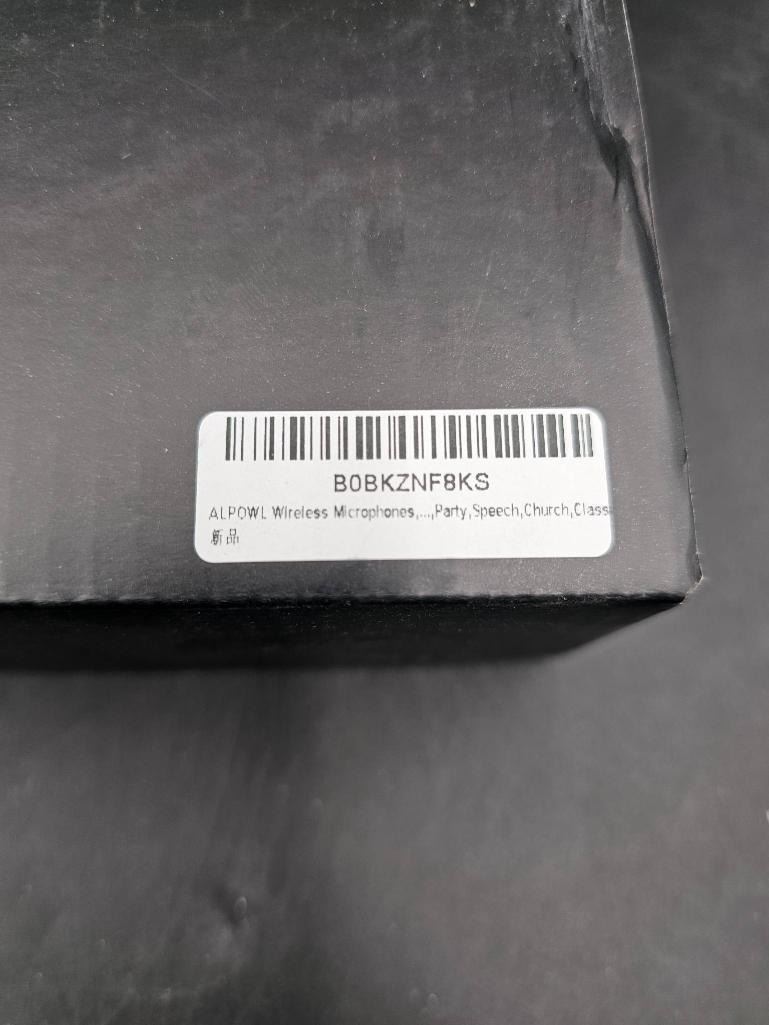 B0BKZNF8KS
ALPOWL Wireless Microphones,...,Party,Speech,Church,Class
新品